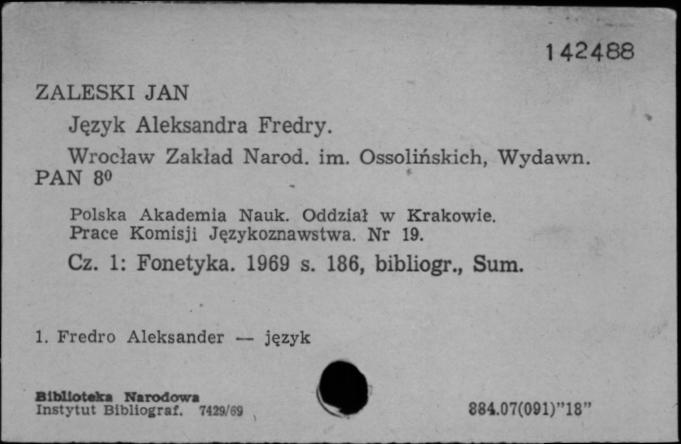 142488
ZALESKI JAN
Język Aleksandra Fredry.
Wrocław Zakład Narod. im. Ossolińskich, Wydawn.
PAN 8⁰
Polska Akademia Nauk. Oddział w Krakowie.
Prace Komisji Językoznawstwa. Nr 19.
Cz. 1: Fonetyka. 1969 s. 186, bibliogr., Sum.
1. Fredro Aleksander — język
Biblioteka Narodowa
Instytut Bibliograf. 7429/69
884.07(091)"18"